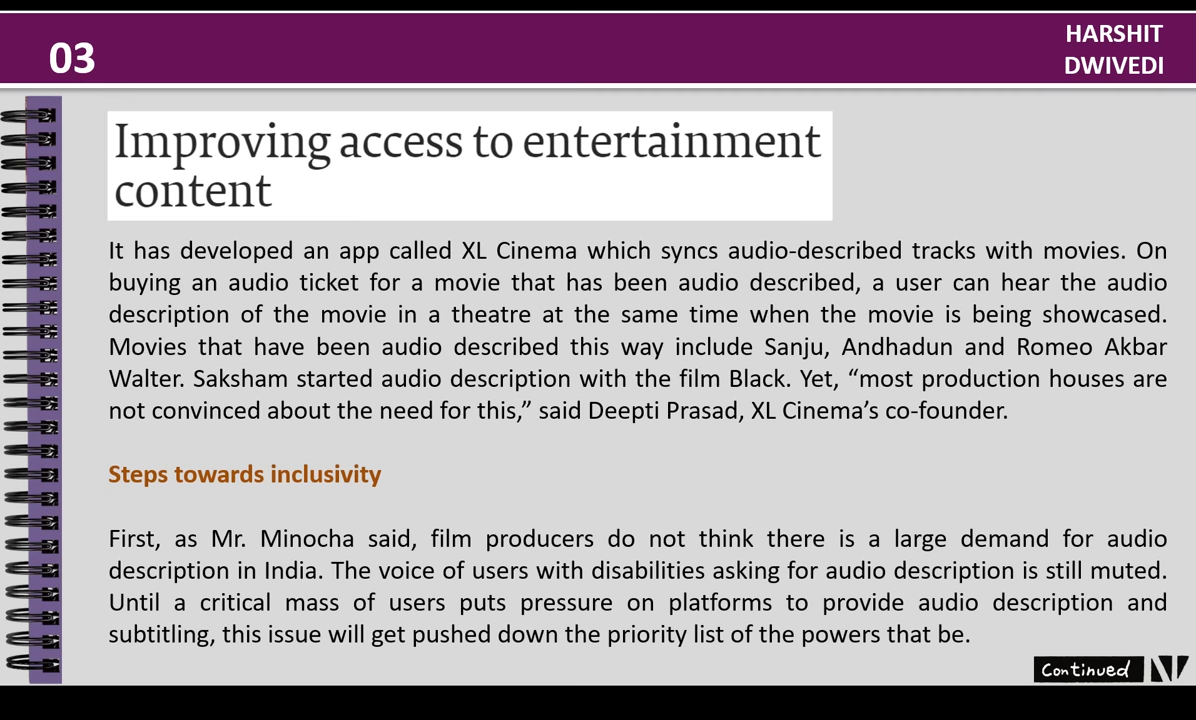 03
HARSHIT
DWIVEDI
Improving access to entertainment
content
It has developed an app called XL Cinema which syncs audio-described tracks with movies. On
buying an audio ticket for a movie that has been audio described, a user can hear the audio
description of the movie in a theatre at the same time when the movie is being showcased.
Movies that have been audio described this way include Sanju, Andhadun and Romeo Akbar
Walter. Saksham started audio description with the film Black. Yet, “most production houses are
not convinced about the need for this,” said Deepti Prasad, XL Cinema’s co-founder.
Steps towards inclusivity
First, as Mr. Minocha said, film producers do not think there is a large demand for audio
description in India. The voice of users with disabilities asking for audio description is still muted.
Until a critical mass of users puts pressure on platforms to provide audio description and
subtitling, this issue will get pushed down the priority list of the powers that be.
Continued